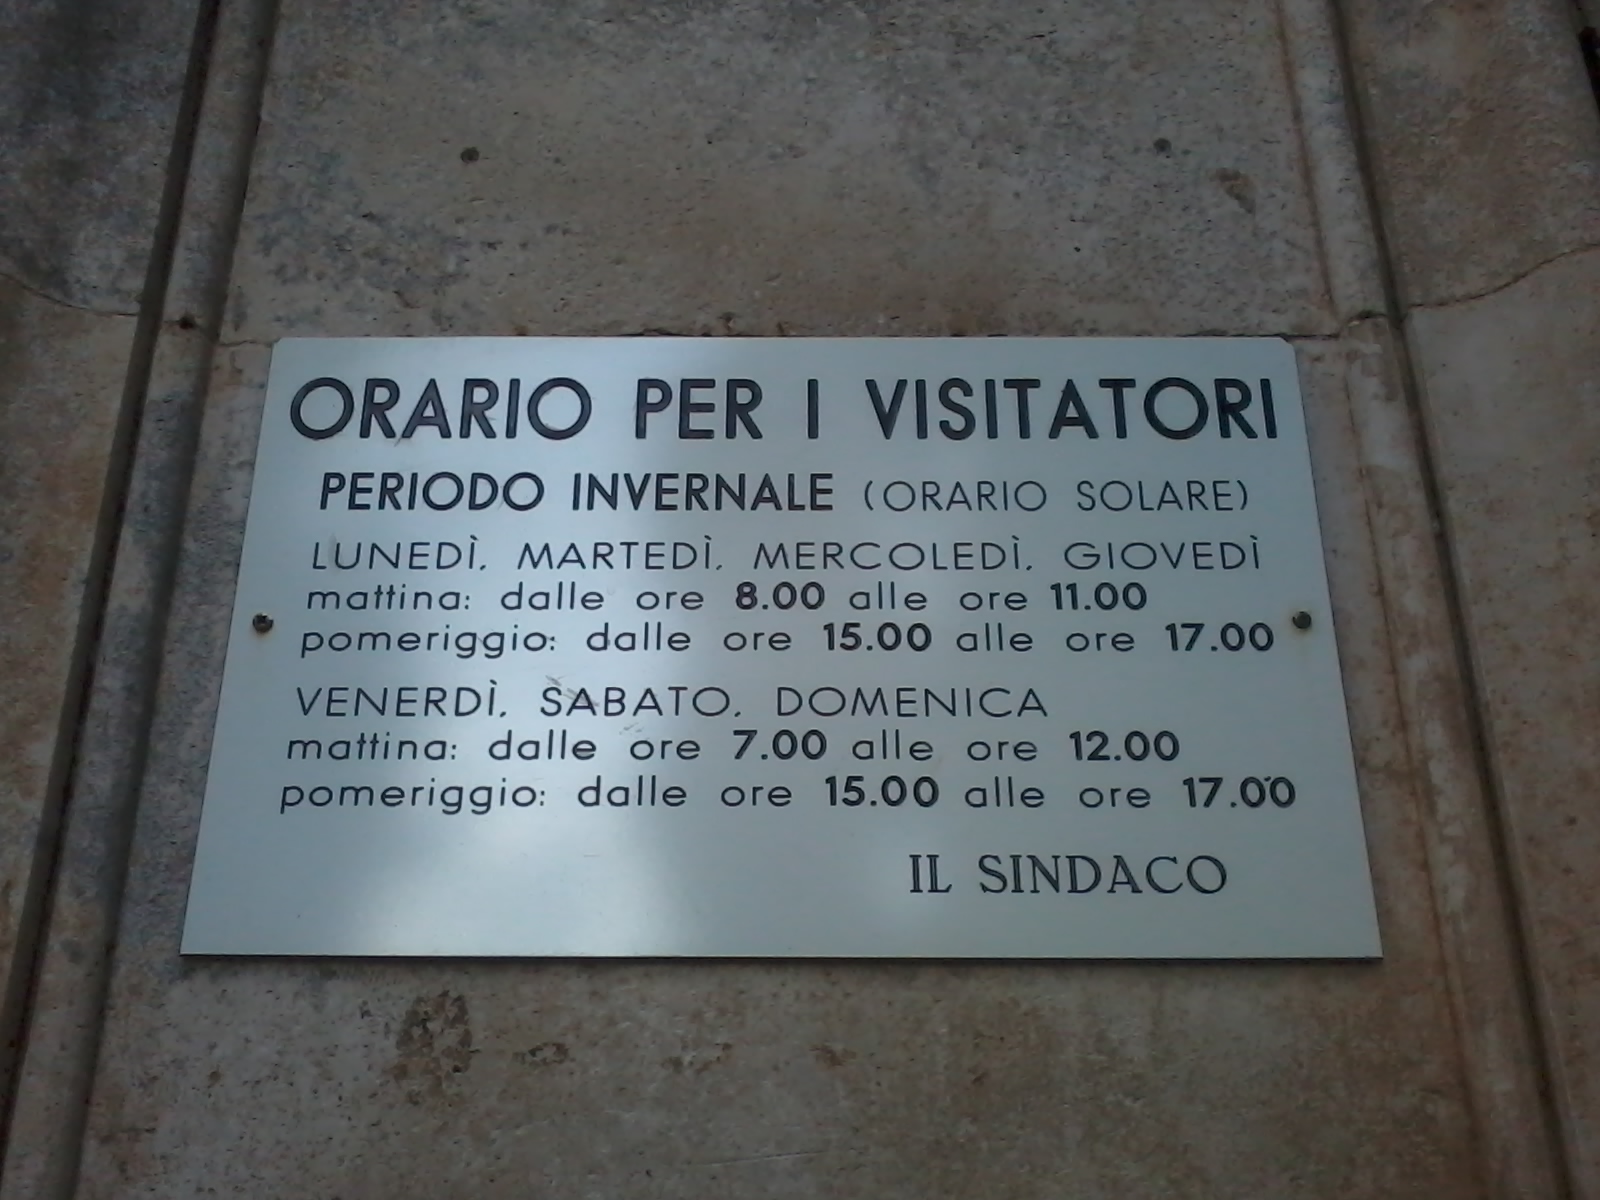 ORARIO PER I VISITATORI
PERIODO INVERNALE (ORARIO SOLARE)
LUNEDÌ, MARTEDÌ, MERCOLEDÌ, GIOVEDÌ
mattina: dalle ore 8.00 alle ore 11.00
pomeriggio: dalle ore 15.00 alle ore 17.00
VENERDÌ, SABATO, DOMENICA
mattina: dalle ore 7.00 alle ore 12.00
pomeriggio: dalle ore 15.00 alle ore 17.00
IL SINDACO